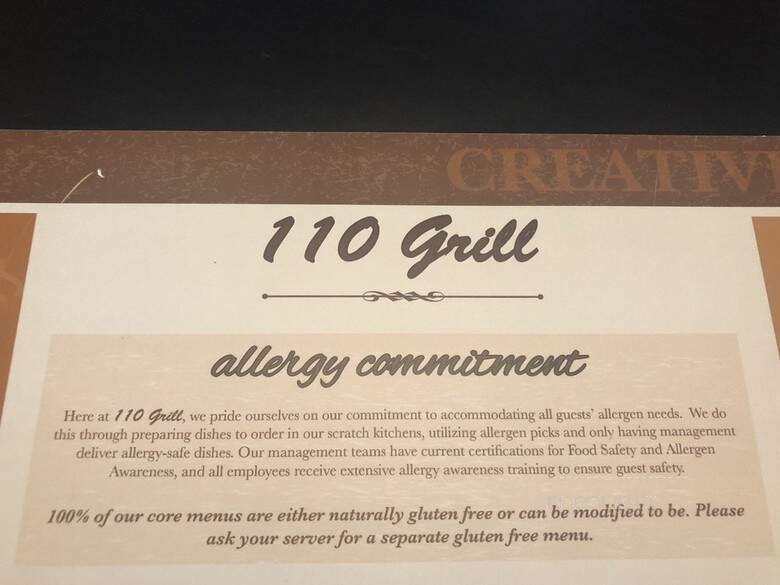 CREATIV
110 Grill
allergy commitment
Here at 110 Grill, we pride ourselves on our commitment to accommodating all guests' allergen needs. We do
this through preparing dishes to order in our scratch kitchens, utilizing allergen picks and only having management
deliver allergy-safe dishes. Our management teams have current certifications for Food Safety and Allergen
Awareness, and all employees receive extensive allergy awareness training to ensure guest safety.
100% of our core menus are either naturally gluten free or can be modified to be. Please
ask your server for a separate gluten free menu.